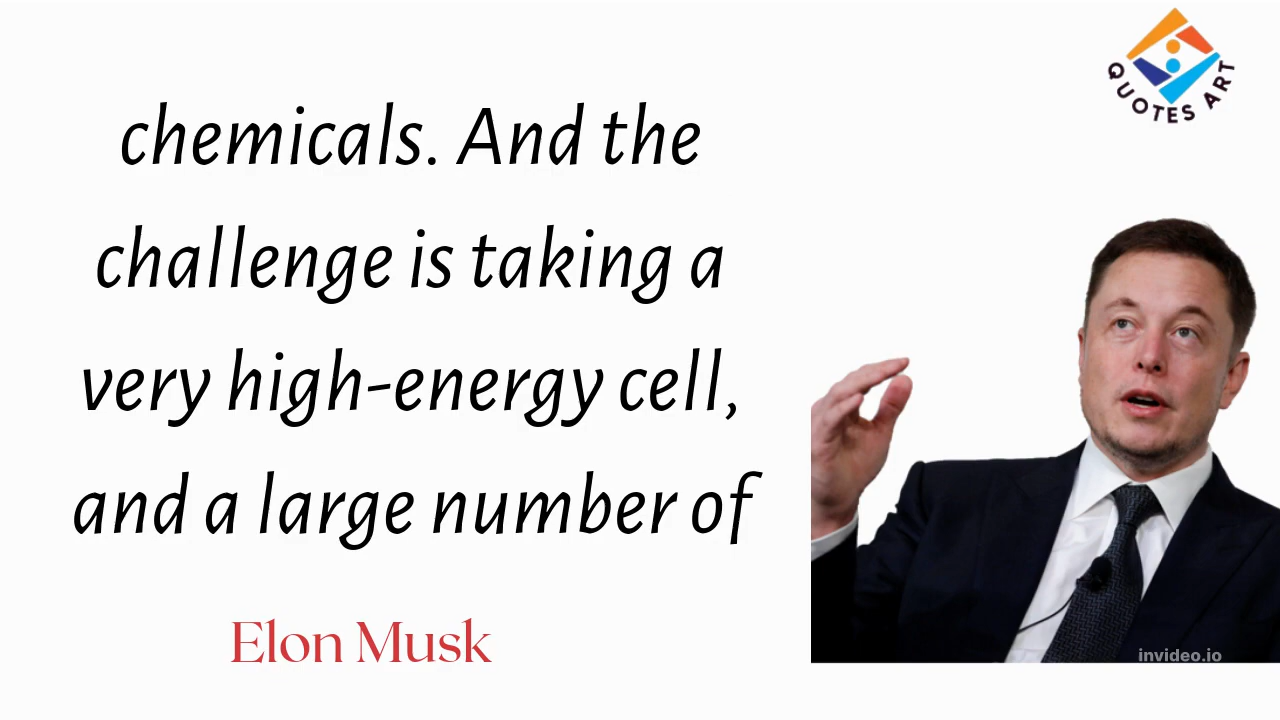 QUOTES ART
chemicals. And the
challenge is taking a
very high-energy cell,
and a large number of
Elon Musk
invideo.io